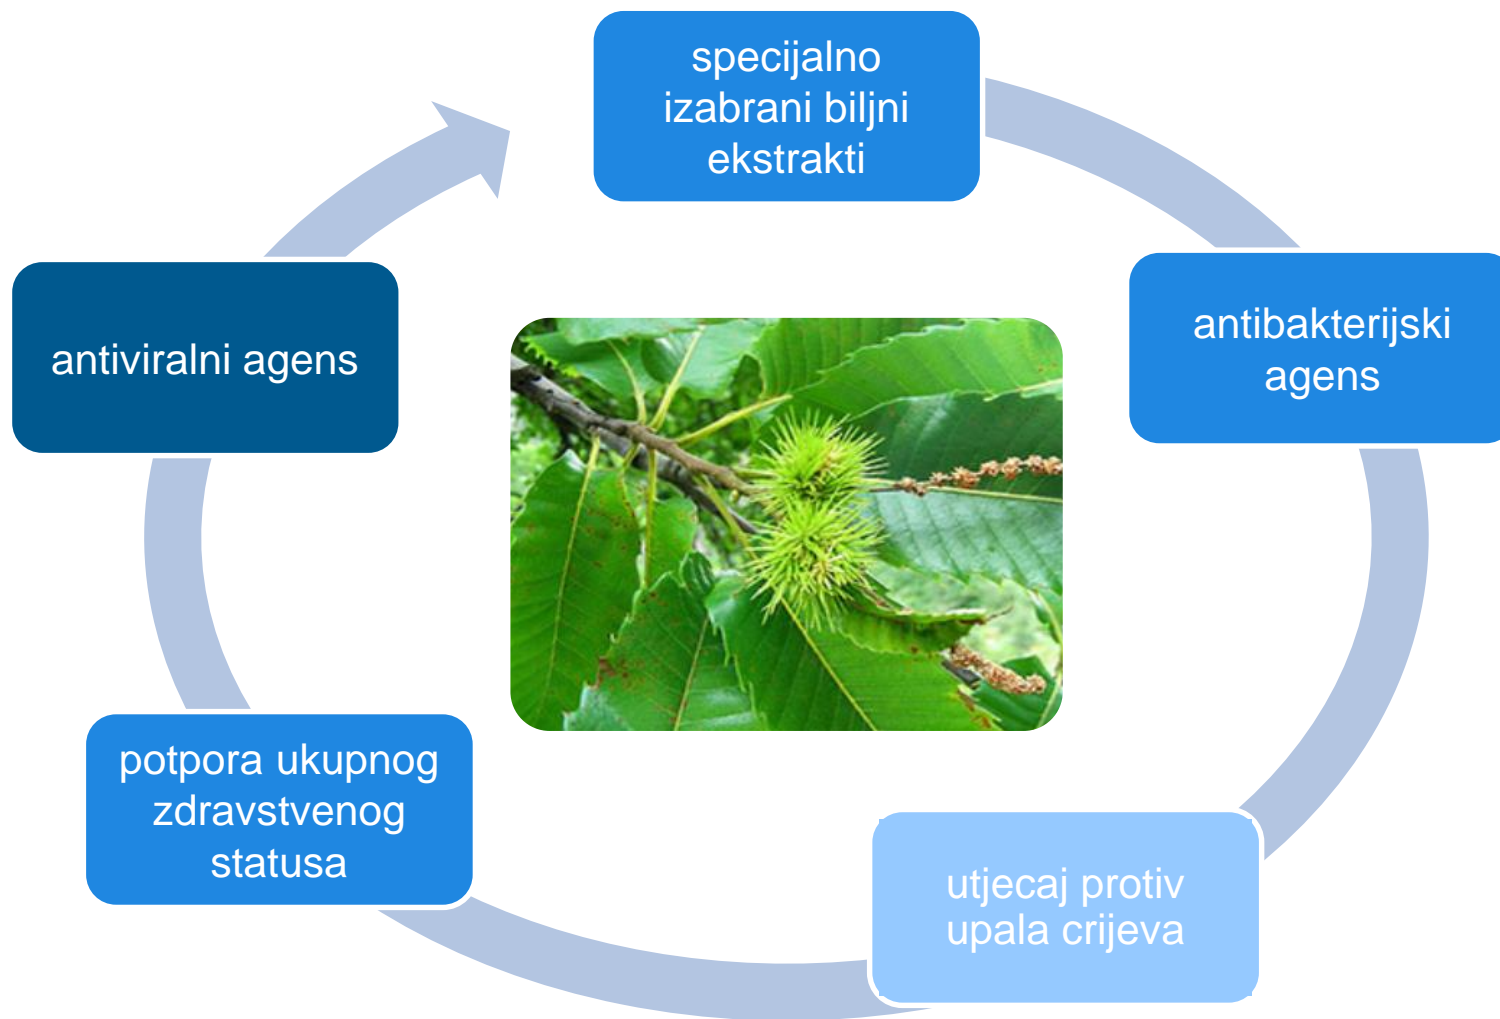 specijalno
izabrani biljni
ekstrakti
antibakterijski
agens
utjecaj protiv
upala crijeva
potpora ukupnog
zdravstvenog
statusa
antiviralni agens